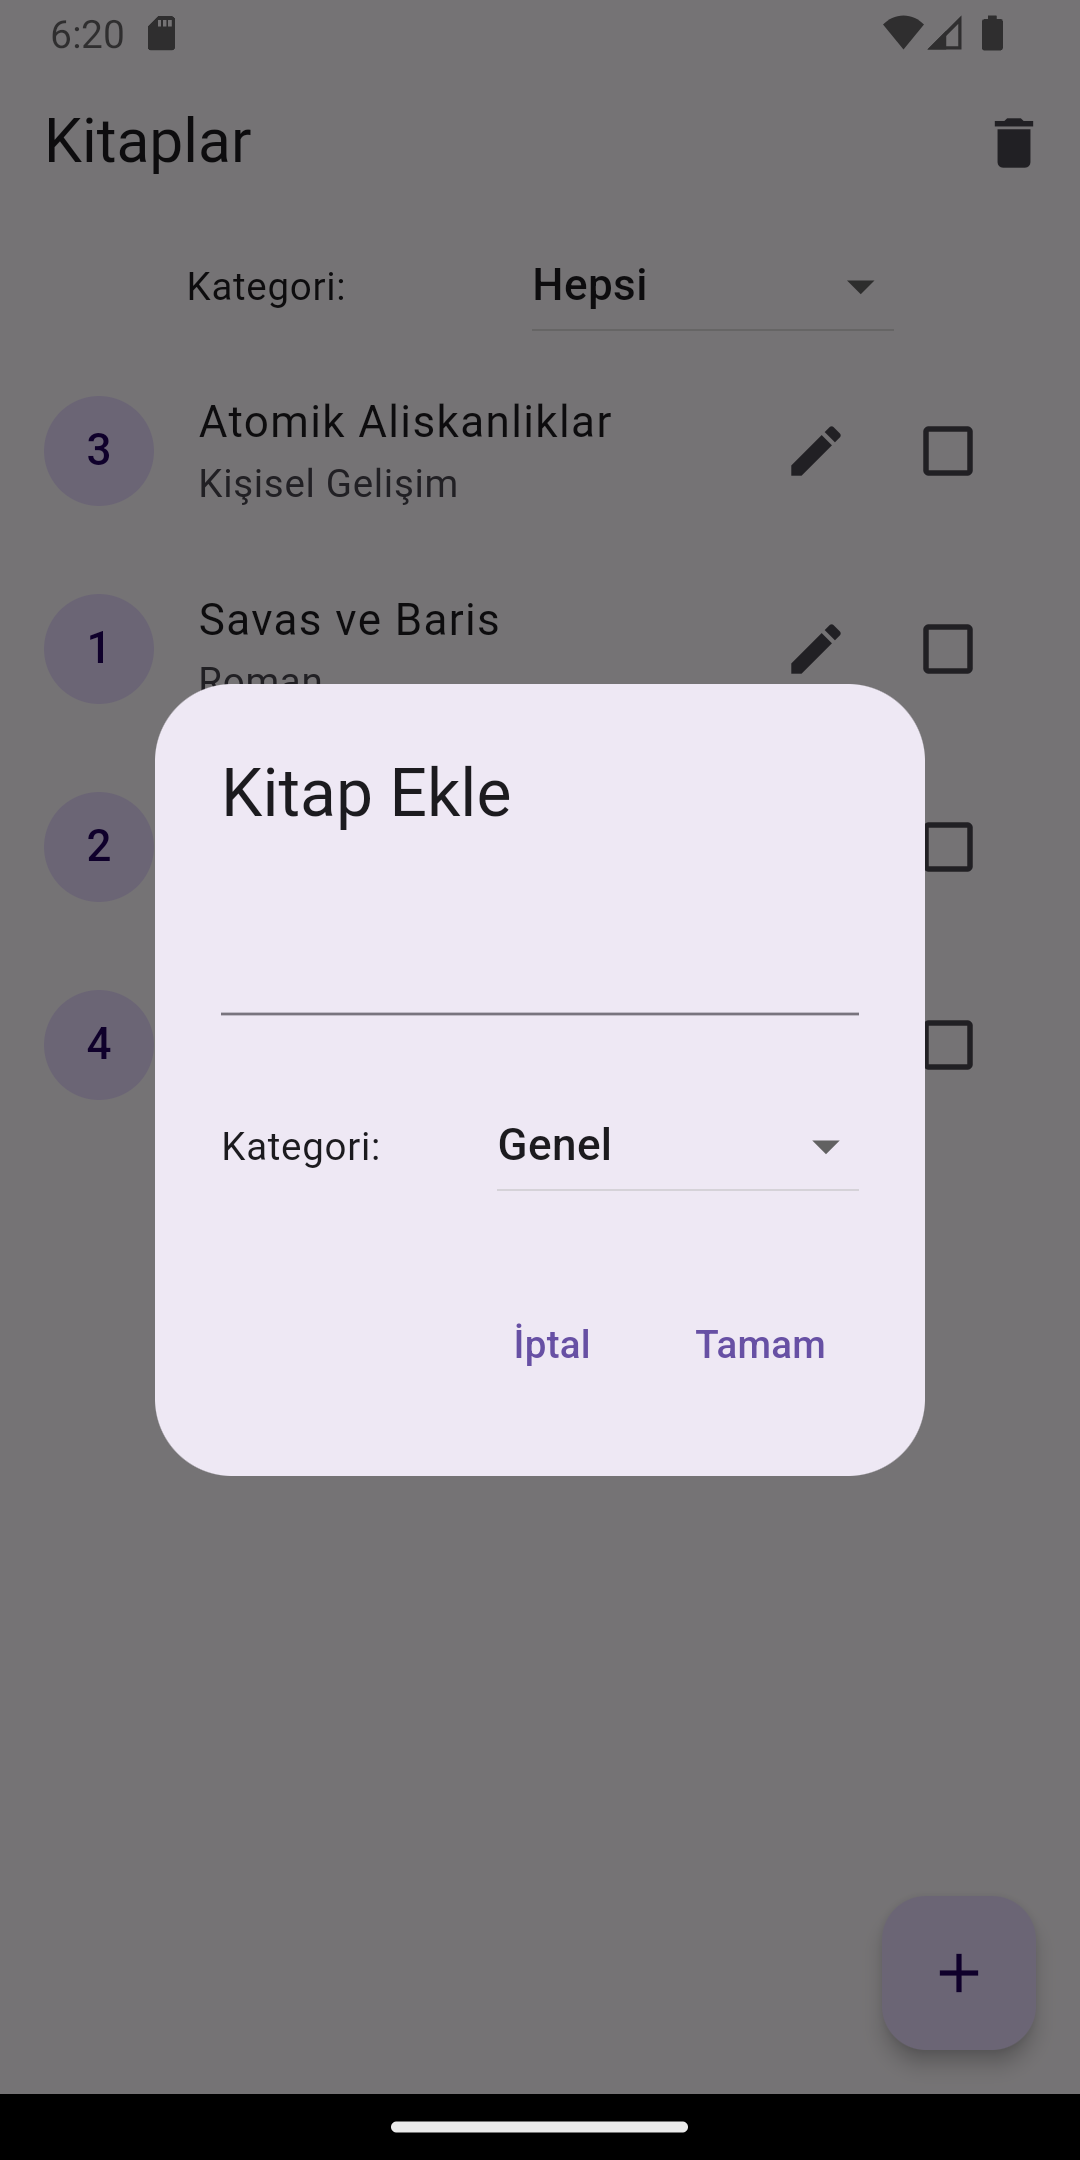 6:20
Kitaplar
Kategori: Hepsi
3
Atomik Aliskanliklar
Kişisel Gelişim
1
Savas ve Baris
Roman
2
4
Kitap Ekle
Kategori: Genel
İptal Tamam